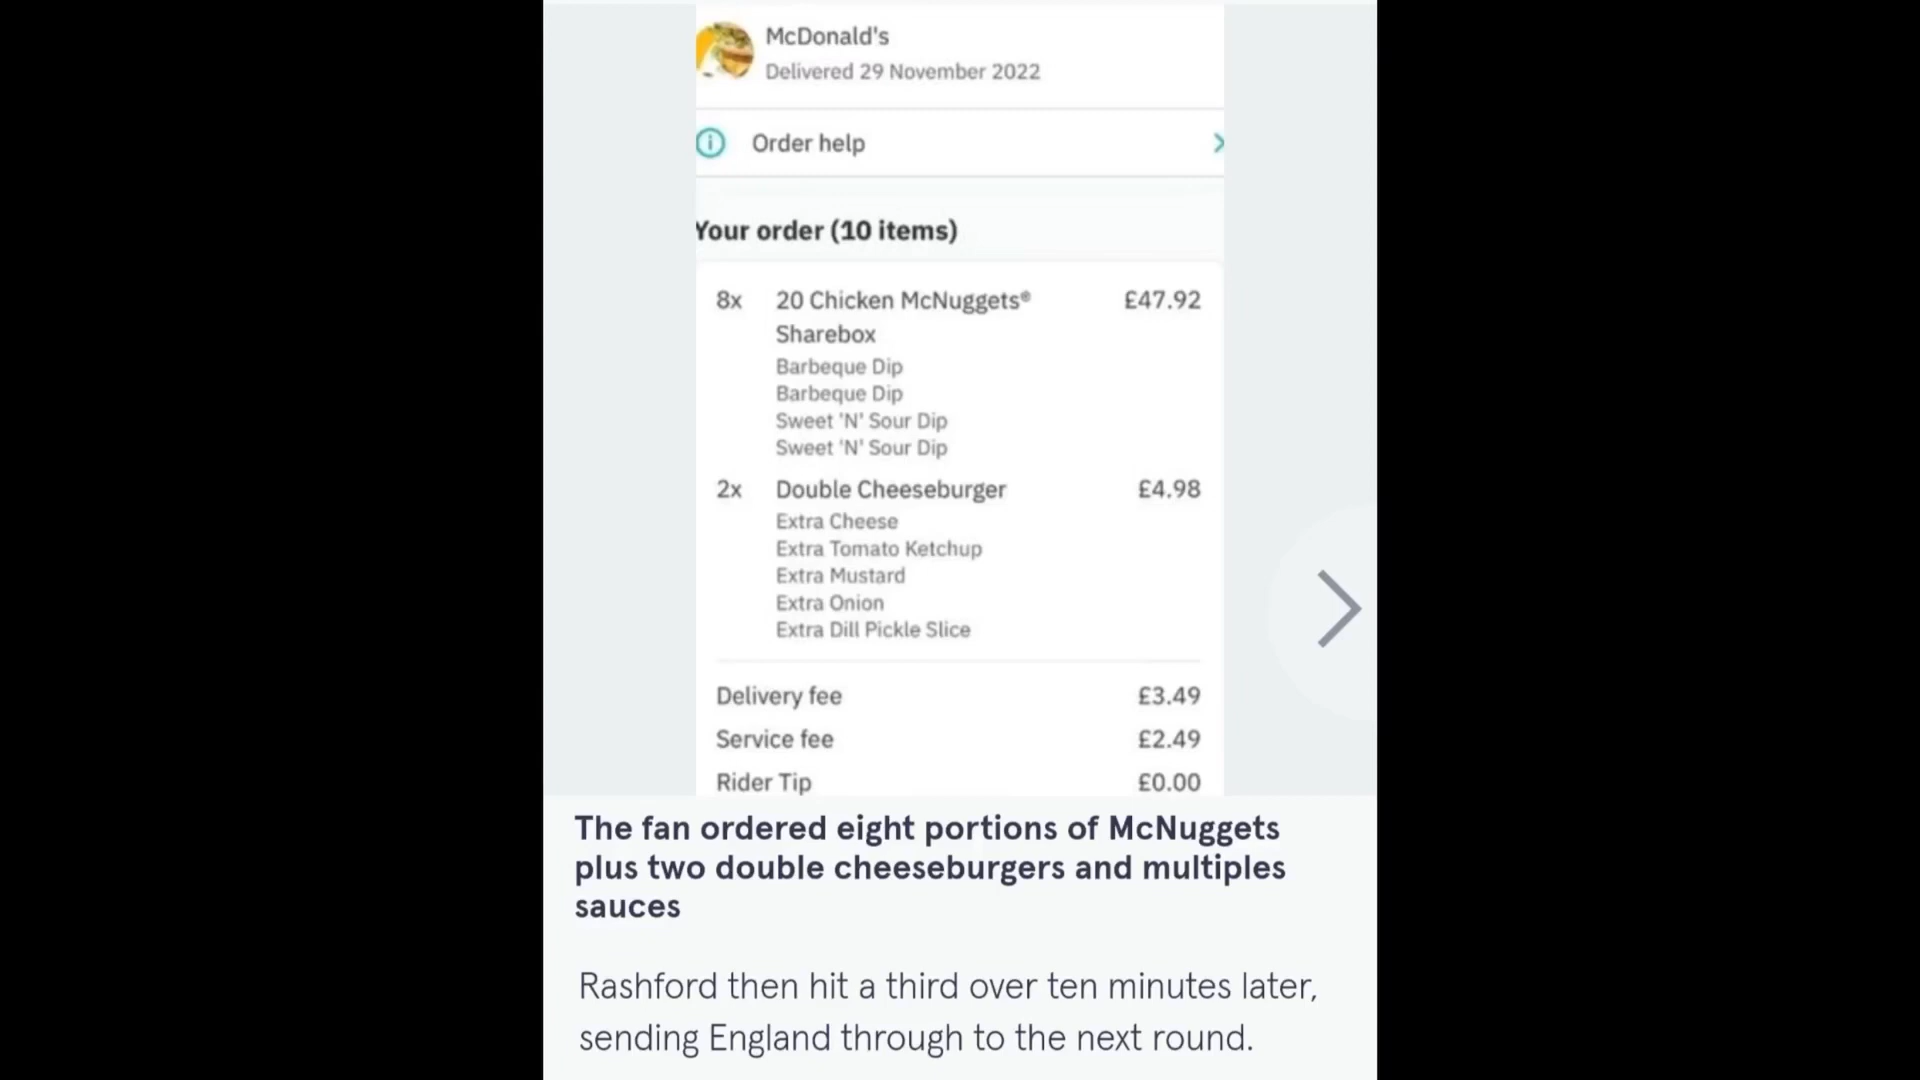 McDonald's
Delivered 29 November 2022
Order help
Your order (10 items)
8x 20 Chicken McNuggets® £47.92
Sharebox
Barbeque Dip
Barbeque Dip
Sweet 'N' Sour Dip
Sweet 'N' Sour Dip
2x Double Cheeseburger £4.98
Extra Cheese
Extra Tomato Ketchup
Extra Mustard
Extra Onion
Extra Dill Pickle Slice
Delivery fee £3.49
Service fee £2.49
Rider Tip £0.00
The fan ordered eight portions of McNuggets
plus two double cheeseburgers and multiples
sauces
Rashford then hit a third over ten minutes later,
sending England through to the next round.